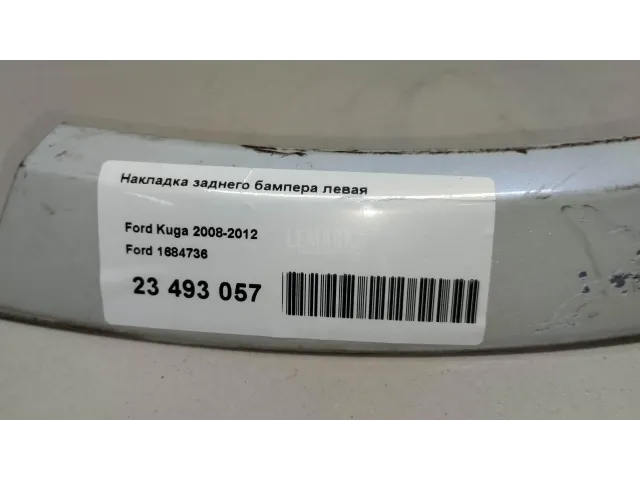 Накладка заднего бампера левая
Ford Kuga 2008-2012
Ford 1684736
23 493 057